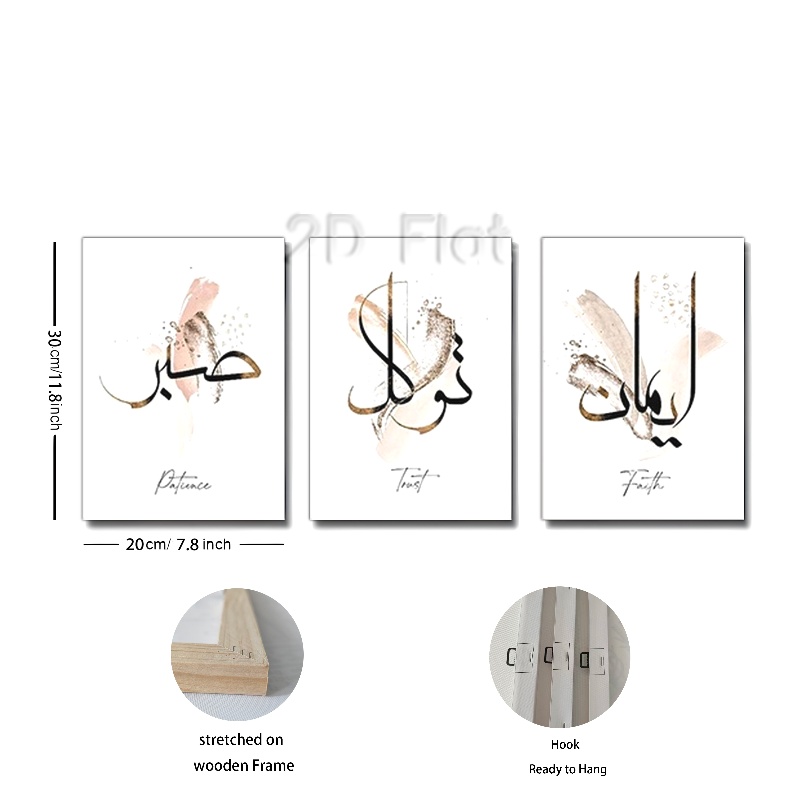 2D Flat
صبر
توكل
إيمان
Patience
Trust
Faith
30cm/11.8inch
20cm/ 7.8 inch
stretched on
wooden Frame
Hook
Ready to Hang